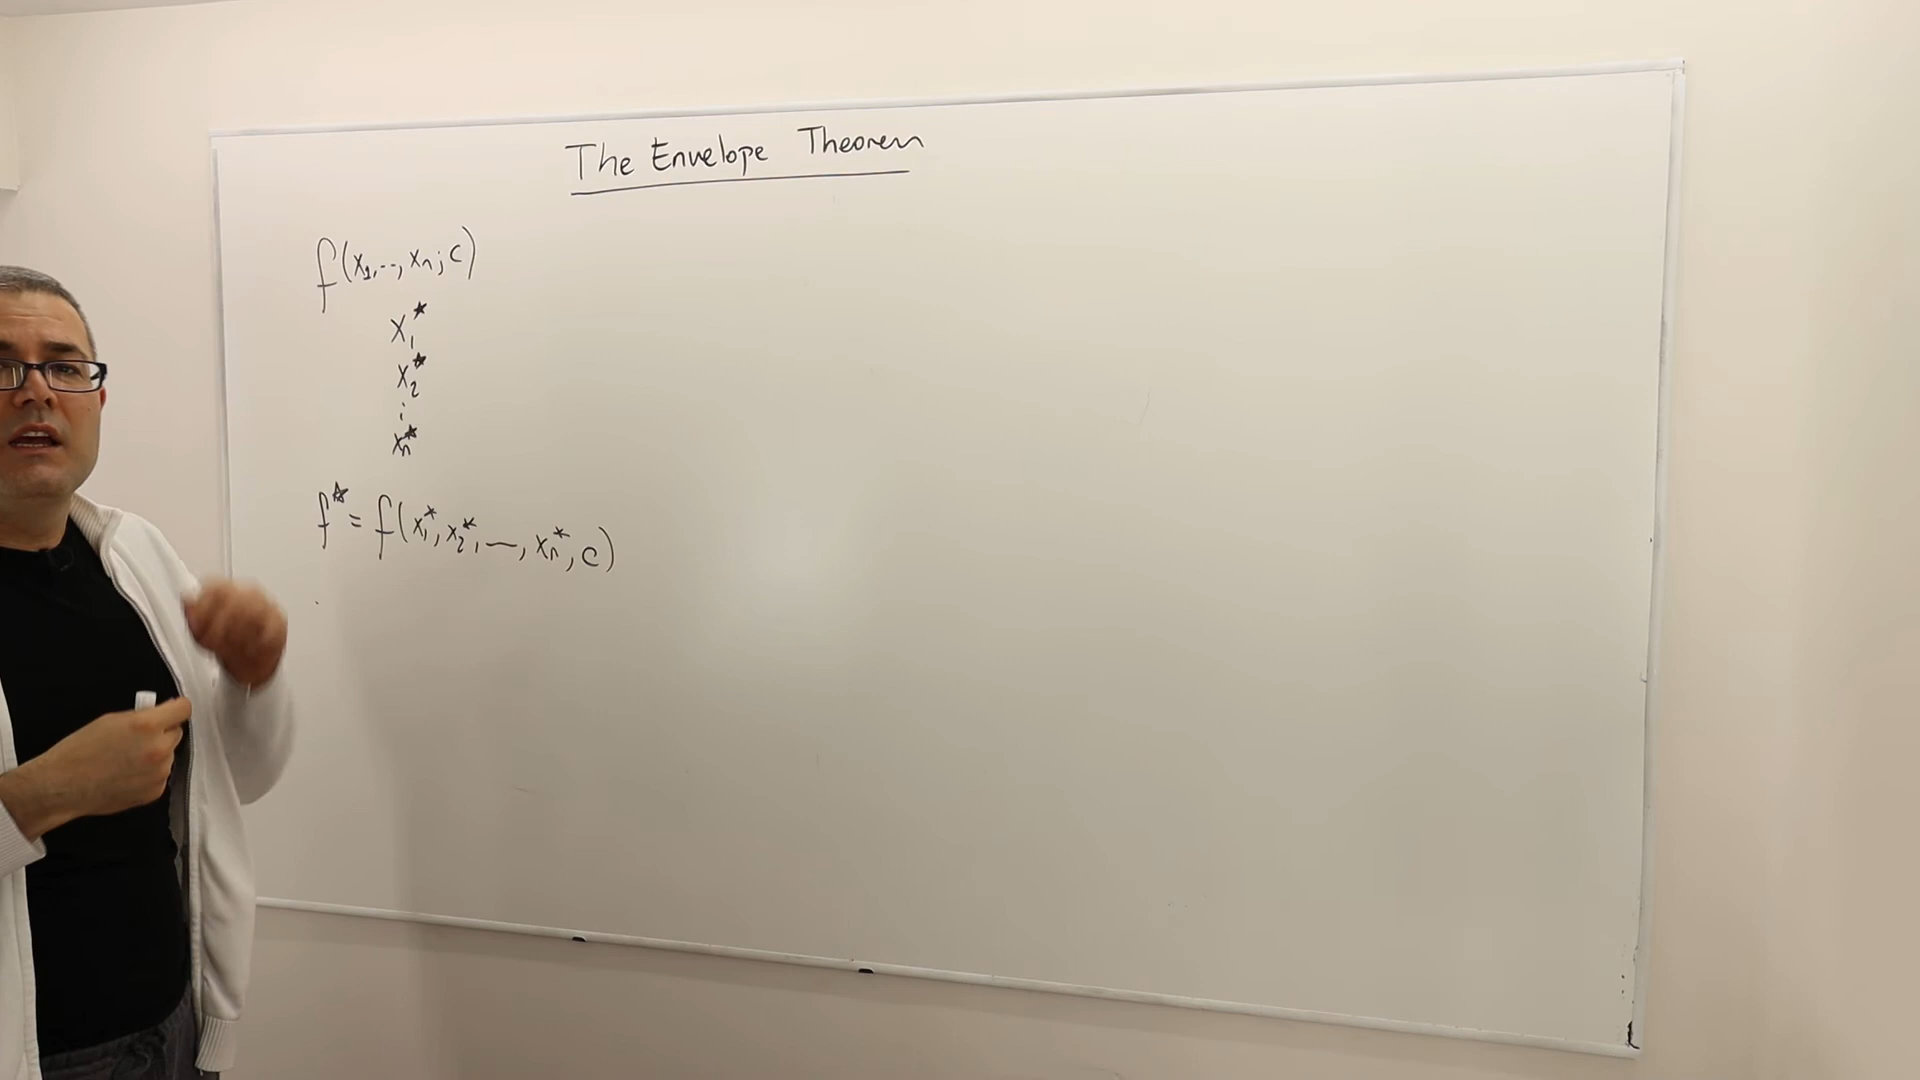 The Envelope Theorem
f(x₁,--,xₙ;c)
x₁*
x₂*
⋮
xₙ*
f* = f(x₁*,x₂*,—,xₙ*,c)